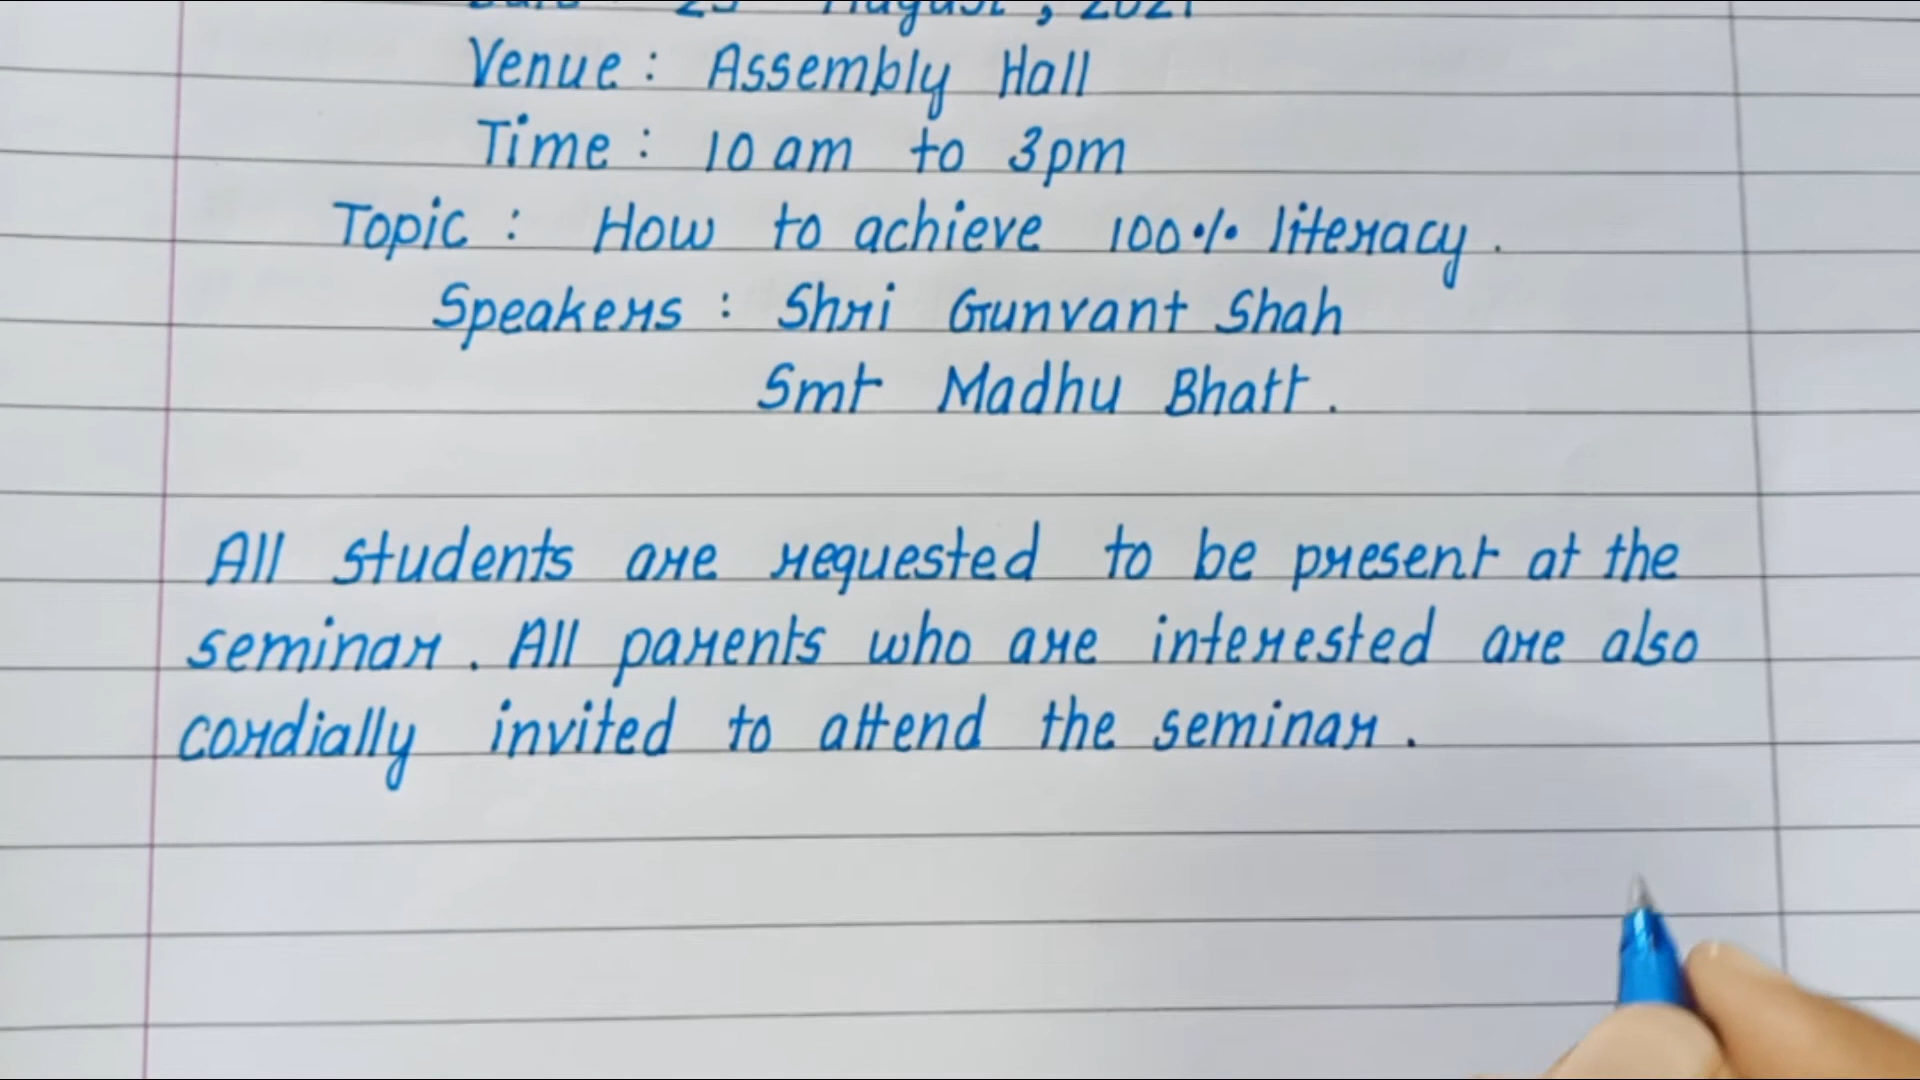 August, 2021
Venue : Assembly Hall
Time : 10 am to 3pm
Topic : How to achieve 100% literacy.
Speakers : Shri Gunvant Shah
Smt Madhu Bhatt.
All students are requested to be present at the
seminar. All parents who are interested are also
cordially invited to attend the seminar.